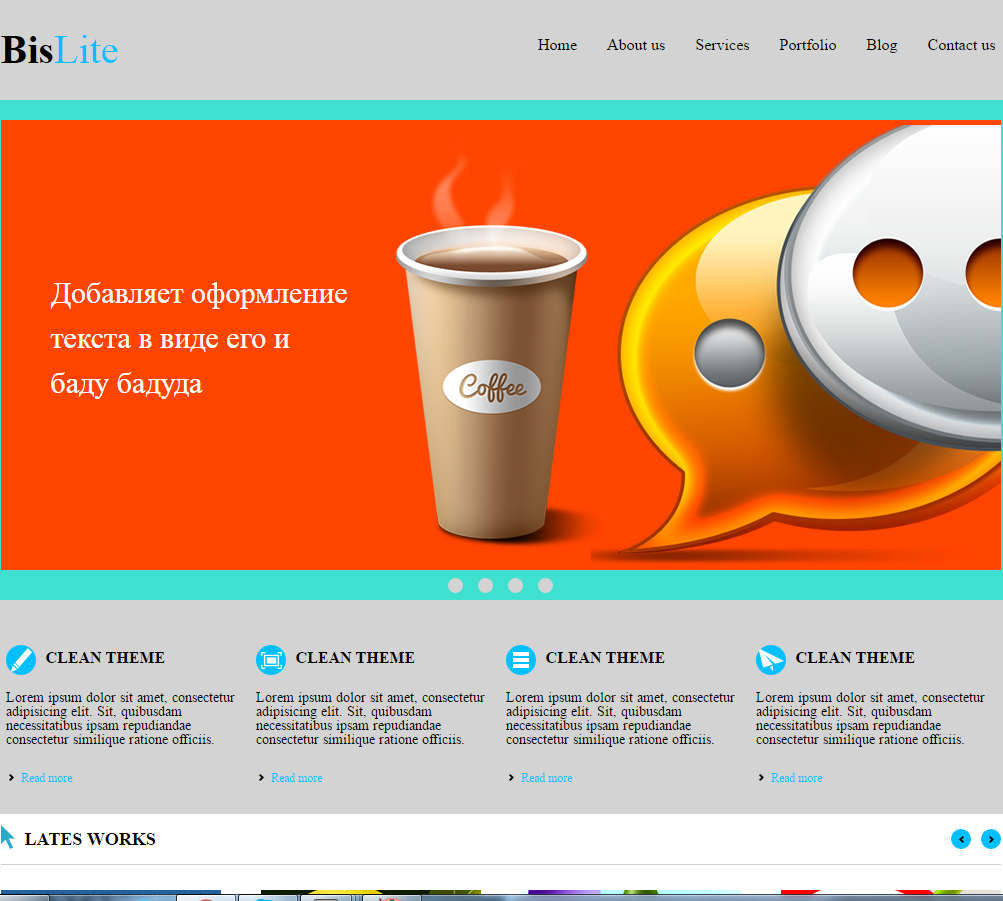 BisLite
Home About us Services Portfolio Blog Contact us
Добавляет оформление
текста в виде его и
баду бадуда
Coffee
CLEAN THEME
Lorem ipsum dolor sit amet, consectetur
adipisicing elit. Sit, quibusdam
necessitatibus ipsam repudiandae
consectetur similique ratione officiis.
Read more
CLEAN THEME
Lorem ipsum dolor sit amet, consectetur
adipisicing elit. Sit, quibusdam
necessitatibus ipsam repudiandae
consectetur similique ratione officiis.
Read more
CLEAN THEME
Lorem ipsum dolor sit amet, consectetur
adipisicing elit. Sit, quibusdam
necessitatibus ipsam repudiandae
consectetur similique ratione officiis.
Read more
CLEAN THEME
Lorem ipsum dolor sit amet, consectetur
adipisicing elit. Sit, quibusdam
necessitatibus ipsam repudiandae
consectetur similique ratione officiis.
Read more
LATES WORKS